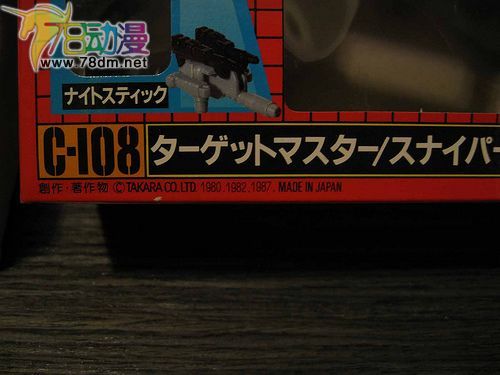 78动漫
www.78dm.net
ナイトスティック
C-108 ターゲットマスター/スナイパー
創作・著作物 ©TAKARA CO.,LTD. 1980, 1982, 1987, MADE IN JAPAN